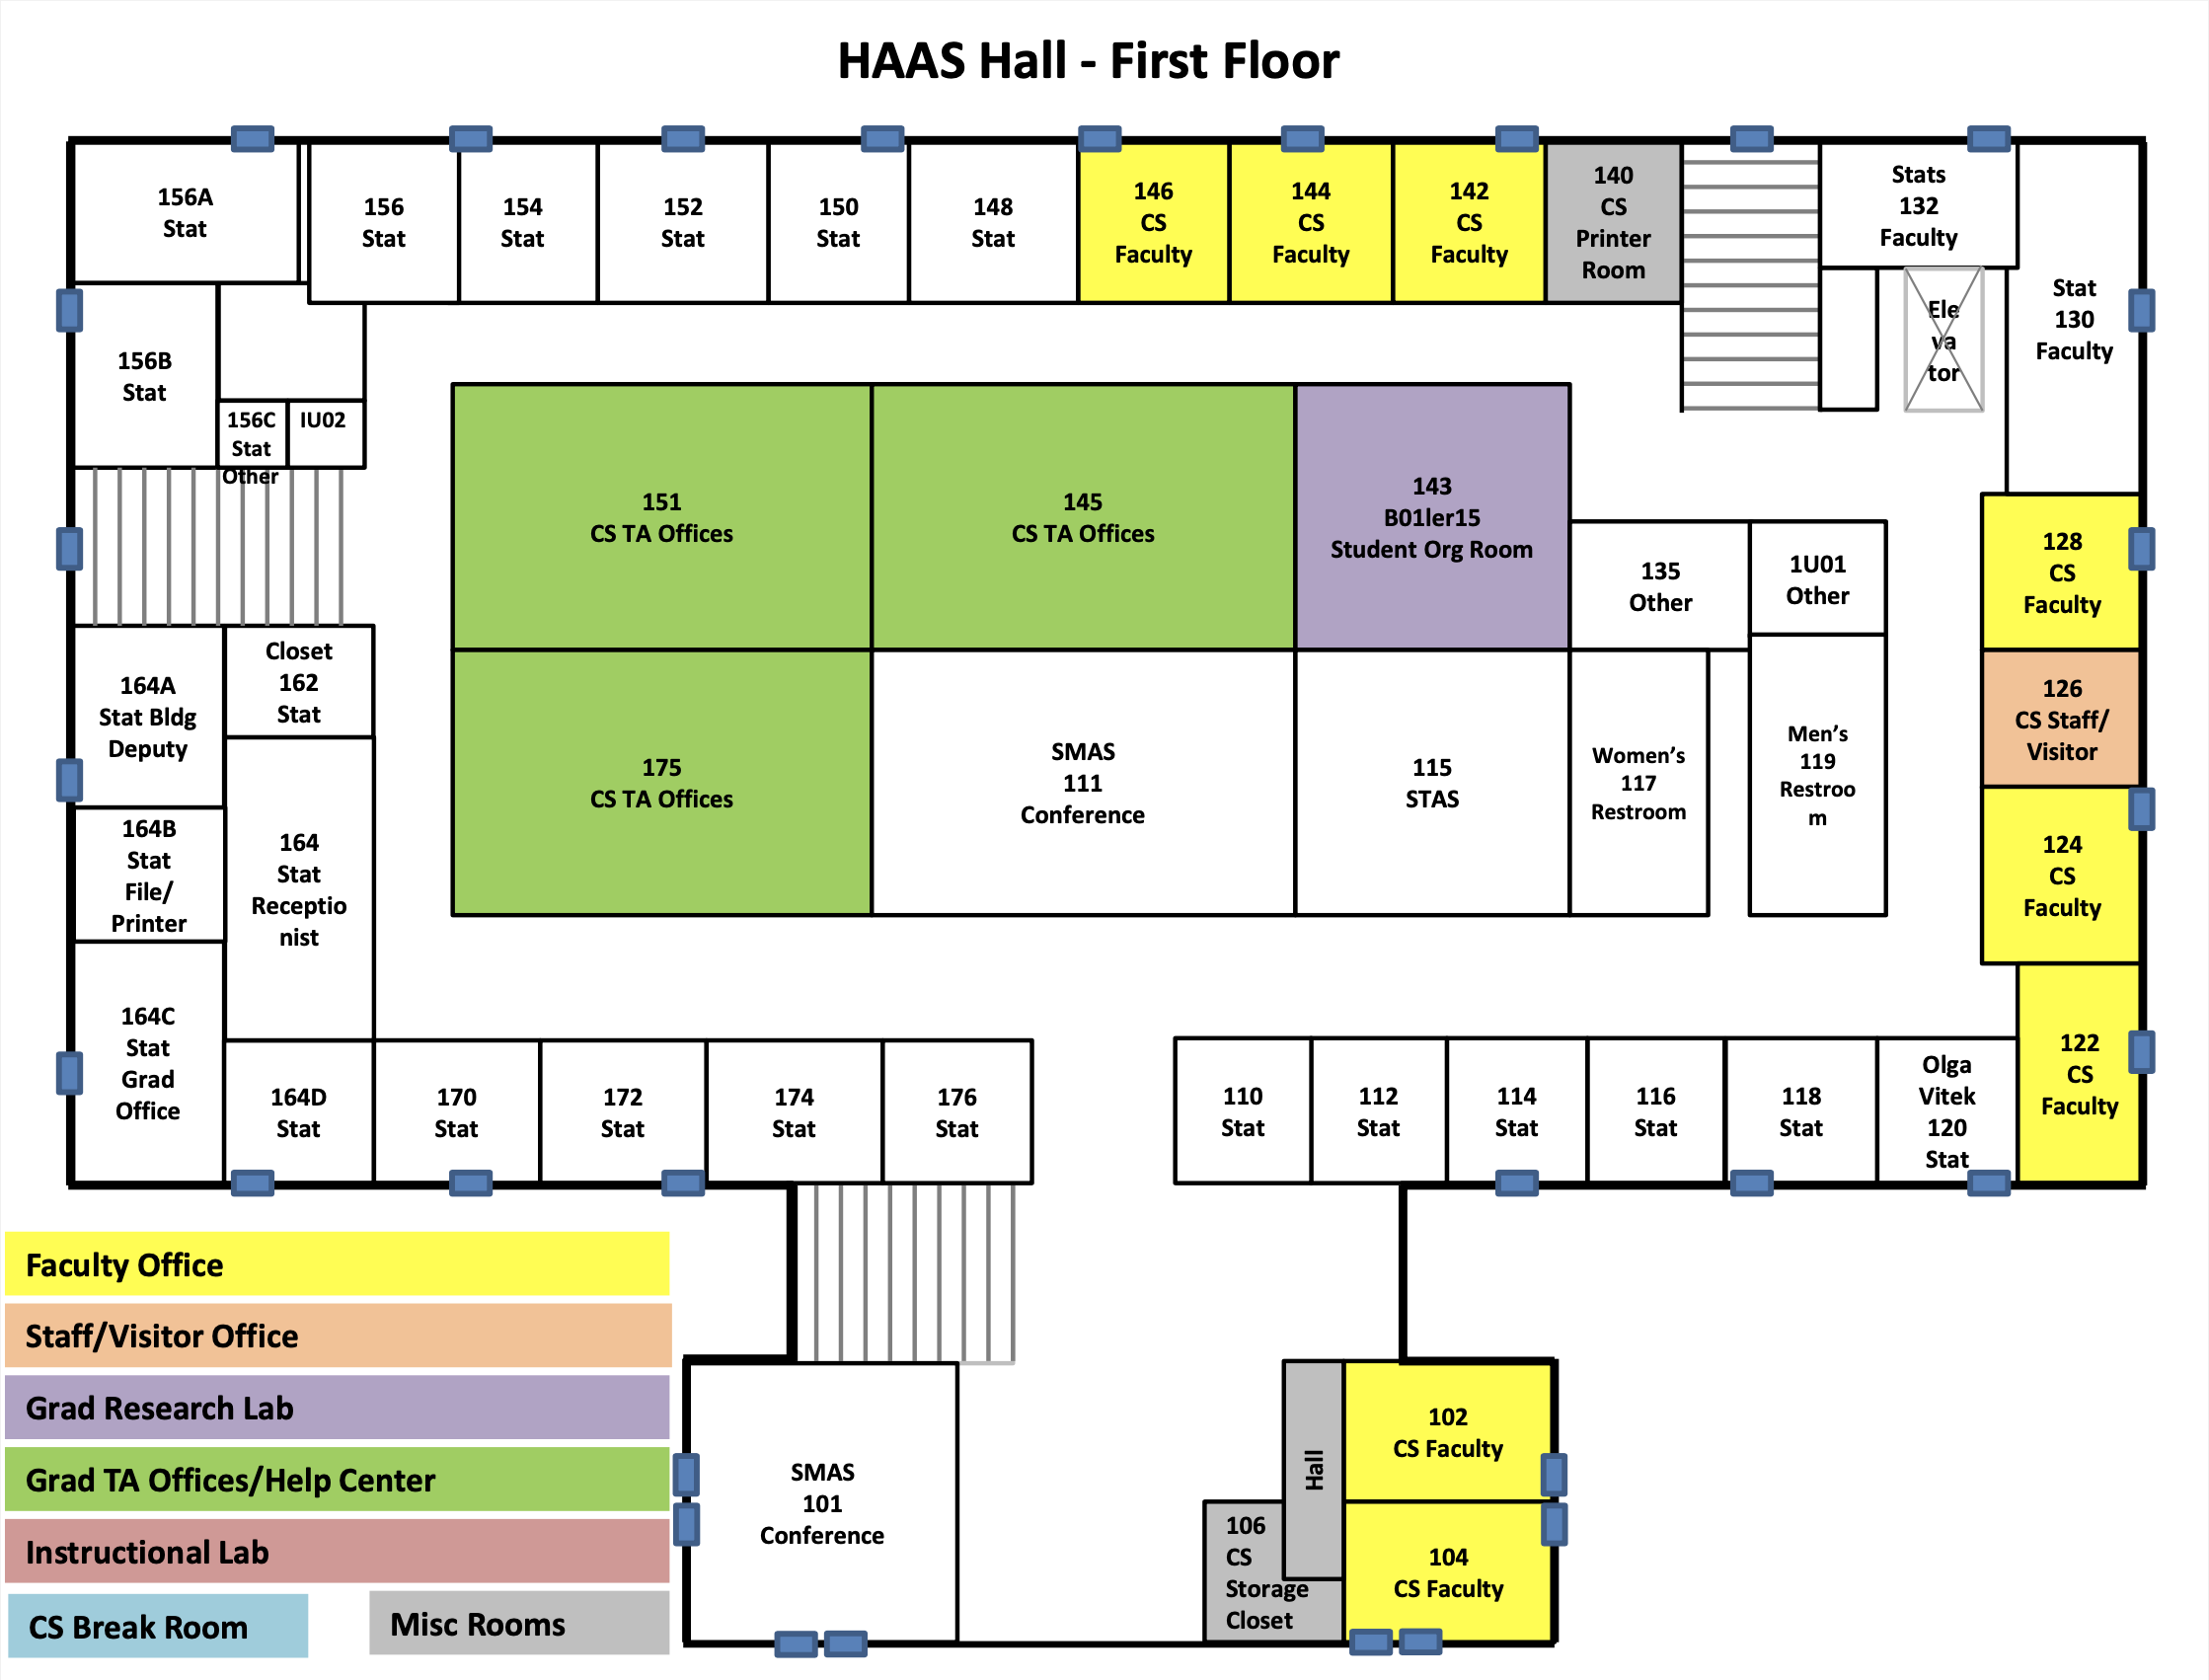 HAAS Hall - First Floor
156A
Stat
156
Stat
154
Stat
152
Stat
150
Stat
148
Stat
146
CS
Faculty
144
CS
Faculty
142
CS
Faculty
140
CS
Printer
Room
Stats
132
Faculty
Stat
130
Faculty
Ele
va
tor
156B
Stat
156C
Stat
Other
IU02
151
CS TA Offices
145
CS TA Offices
143
B01ler15
Student Org Room
135
Other
1U01
Other
128
CS
Faculty
126
CS Staff/
Visitor
124
CS
Faculty
122
CS
Faculty
164A
Stat Bldg
Deputy
Closet
162
Stat
164B
Stat
File/
Printer
164
Stat
Receptio
nist
164C
Stat
Grad
Office
175
CS TA Offices
SMAS
111
Conference
115
STAS
Women’s
117
Restroom
Men’s
119
Restroo
m
164D
Stat
170
Stat
172
Stat
174
Stat
176
Stat
110
Stat
112
Stat
114
Stat
116
Stat
118
Stat
Olga
Vitek
120
Stat
SMAS
101
Conference
Hall
102
CS Faculty
104
CS Faculty
106
CS
Storage
Closet
Faculty Office
Staff/Visitor Office
Grad Research Lab
Grad TA Offices/Help Center
Instructional Lab
CS Break Room
Misc Rooms